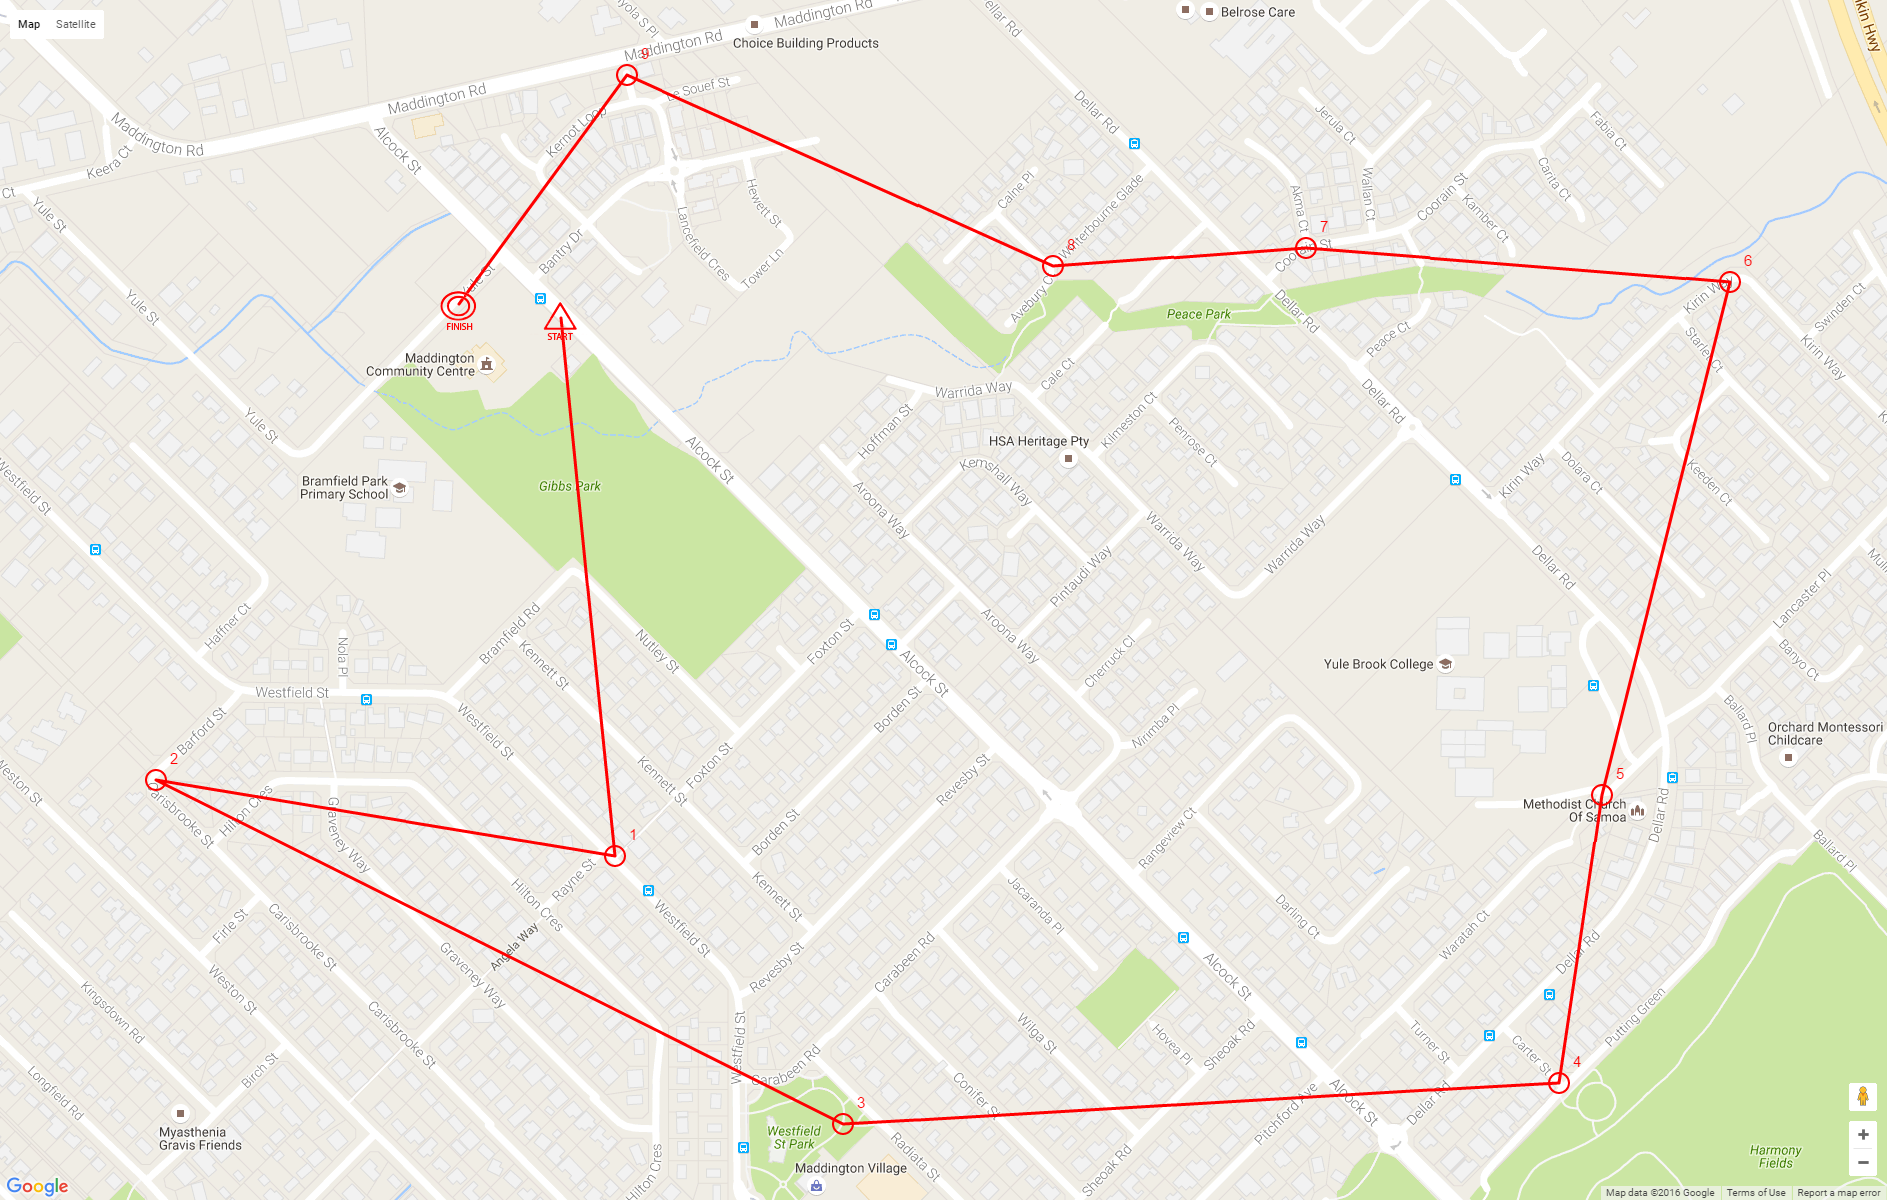 Map
Satellite
Maddington Rd
Maddington Rd
Choice Building Products
Belrose Care
Maddington Rd
Maddington Rd
Keera Ct
Ct
Yule St
Alcock St
Kernot Loop
Le Souef St
9
Dellar Rd
Dellar Rd
Jerula Ct
Fabia Ct
Wallan Ct
Carita Ct
Coorain St
Kamber Ct
Akma Ct
7
Calne Pl
Winterbourne Glade
8
Hewett St
Lancefield Cres
Tower Ln
Bantry Dr
Yule St
FINISH
START
Yule St
Yule St
Maddington
Community Centre
Avebury
Peace Park
Dellar Rd
Peace Ct
6
Kirin Way
Swinden Ct
Starlet Ct
Kirin Way
Warrida Way
Cale Ct
Dellar Rd
Hoffman St
HSA Heritage Pty
Kilmeston Ct
Penrose Ct
Kemshall Way
Alcock St
Gibbs Park
Bramfield Park
Primary School
Westfield St
Aroona Way
Warrida Way
Warrida Way
Kirin Way
Dolara Ct
Keeden Ct
Dellar Rd
Pintaudi Way
Lancaster Pl
Banyo Ct
Haffner Ct
Nola Pl
Bramfield Rd
Kennett St
Nutley St
Foxton St
Aroona Way
Cherruck Cl
Yule Brook College
Alcock St
Borden St
Nirimba Pl
Westfield St
Barford St
Westfield St
Ballard Pl
Orchard Montessori
Childcare
2
Carisbrooke St
Hilton Cres
Graveney Way
Kennett St
Foxton St
Revesby St
Borden St
Rangeview Ct
5
Methodist Church
Of Samoa
Dellar Rd
Ballard Pl
1
Rayne St
Hilton Cres
Kennett St
Jacaranda Pl
Darling Ct
Waratan Ct
Firle St
Carisbrooke St
Angela Way
Westfield St
Revesby St
Carabeen Rd
Alcock St
Dellar Rd
Weston St
Weston St
Graveney Way
Kingsdown Rd
Carisbrooke St
Birch St
Longfield Rd
Westfield St
Carabeen Rd
Wilga St
Hovea Pl
Sheoak Rd
Turner St
Carter St
Putting Green
4
3
Conifer St
Pitchford Ave
Alcock St
Dellar Rd
Myasthenia
Gravis Friends
Westfield
St Park
Radiata St
Maddington Village
Hilton Cres
Sheoak Rd
Harmony
Fields
Google
Map data ©2016 Google
Terms of Use
Report a map error